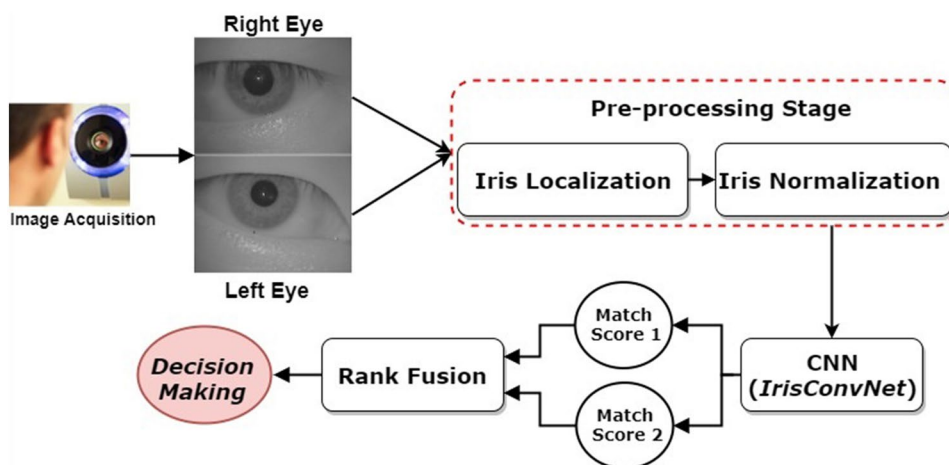 Right Eye
Image Acquisition
Left Eye
Pre-processing Stage
Iris Localization
Iris Normalization
CNN
(IrisConvNet)
Match
Score 1
Match
Score 2
Rank Fusion
Decision
Making